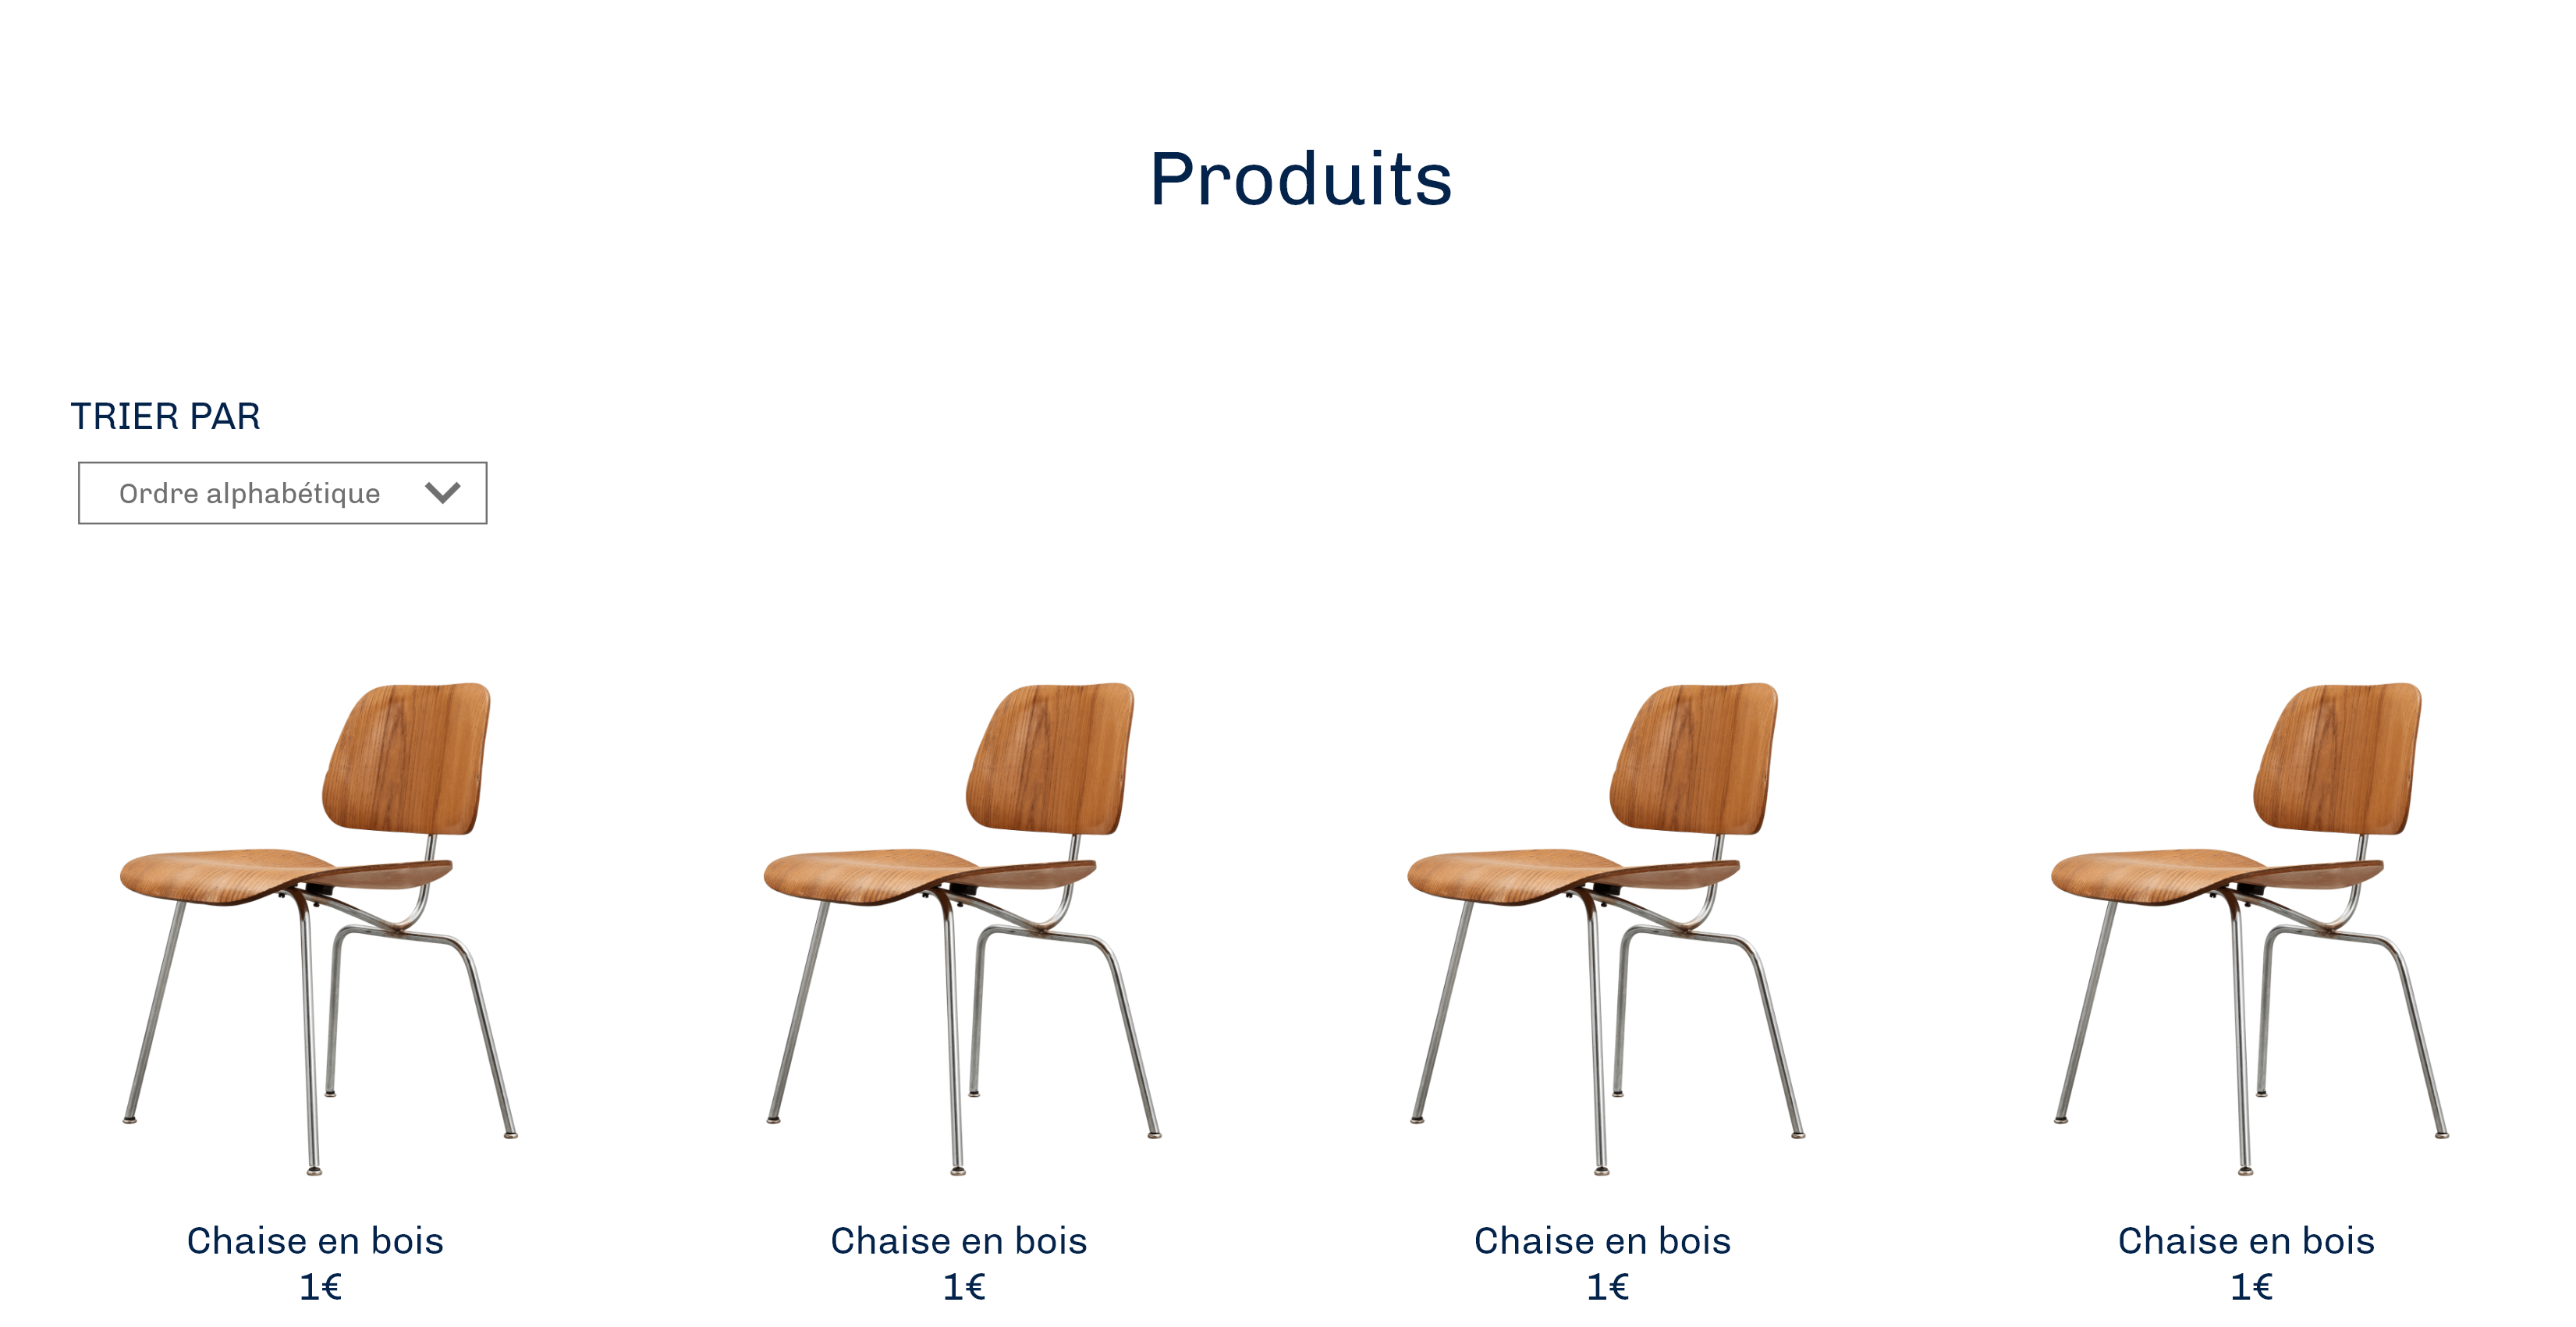 Produits
TRIER PAR
Ordre alphabétique
Chaise en bois
1€
Chaise en bois
1€
Chaise en bois
1€
Chaise en bois
1€